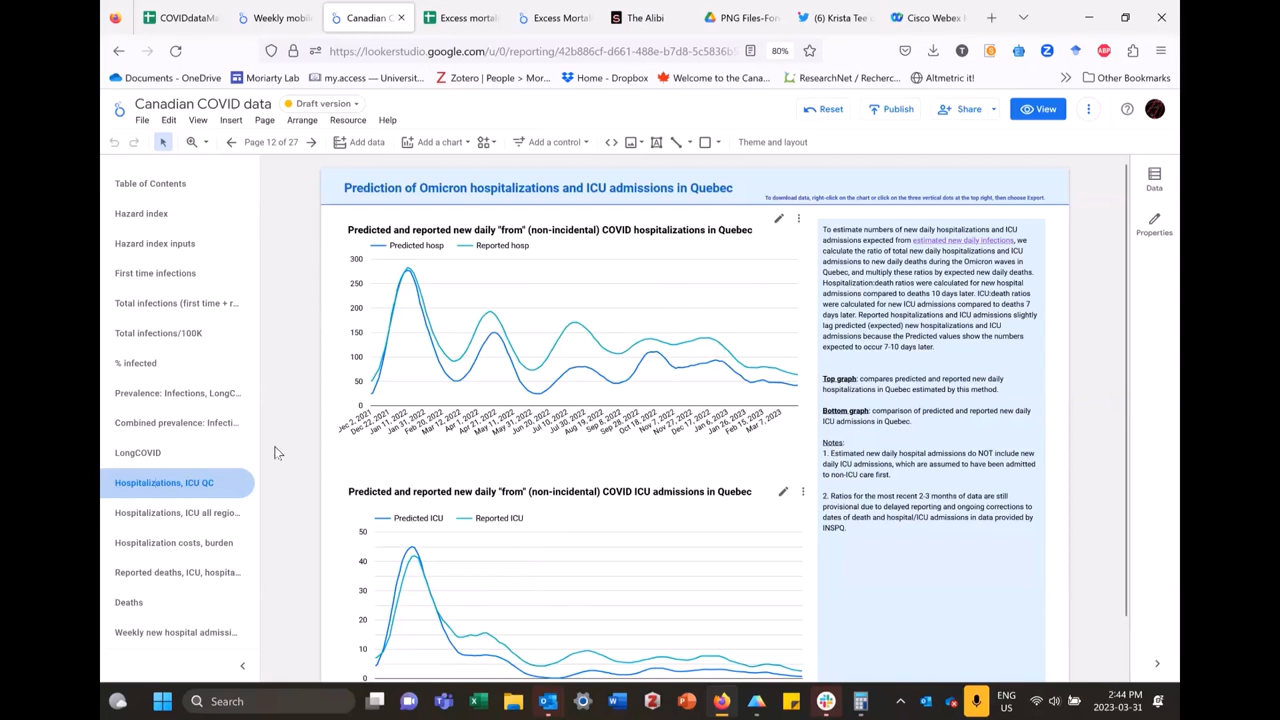 COVIDdataMa
Weekly mobile
Canadian C
Excess mortali
Excess Mortali
The Alibi
PNG Files-For
(6) Krista Tee
Cisco Webex
https://lookerstudio.google.com/u/0/reporting/42b886cf-d661-488e-b7d8-5c5836b5
80%
Documents - OneDrive
Moriarty Lab
my.access — Universit...
Zotero | People > Mor...
Home - Dropbox
Welcome to the Cana...
ResearchNet / Recherc...
Altmetric it!
Other Bookmarks
Canadian COVID data
Draft version
Reset
Publish
Share
View
File Edit View Insert Page Arrange Resource Help
Page 12 of 27
Add data
Add a chart
Add a control
Theme and layout
Table of Contents
Hazard index
Hazard index inputs
First time infections
Total infections (first time + r...
Total infections/100K
% infected
Prevalence: Infections, LongC...
Combined prevalence: Infecti...
LongCOVID
Hospitalizations, ICU QC
Hospitalizations, ICU all regio...
Hospitalization costs, burden
Reported deaths, ICU, hospita...
Deaths
Weekly new hospital admissi...
Prediction of Omicron hospitalizations and ICU admissions in Quebec
To download data, right-click on the chart or click on the three vertical dots at the top right, then choose Export.
Predicted and reported new daily "from" (non-incidental) COVID hospitalizations in Quebec
Predicted hosp Reported hosp
300
250
200
150
100
50
0
Dec 2, 2021
Dec 22, 2021
Jan 11, 2022
Jan 31, 2022
Feb 20, 2022
Mar 12, 2022
Apr 1, 2022
Apr 21, 2022
May 11, 2022
May 31, 2022
Jun 20, 2022
Jul 10, 2022
Jul 30, 2022
Aug 19, 2022
Sep 8, 2022
Sep 28, 2022
Oct 18, 2022
Nov 7, 2022
Nov 27, 2022
Dec 17, 2022
Jan 6, 2023
Jan 26, 2023
Feb 15, 2023
Mar 7, 2023
Predicted and reported new daily "from" (non-incidental) COVID ICU admissions in Quebec
Predicted ICU Reported ICU
50
40
30
20
10
0
To estimate numbers of new daily hospitalizations and ICU
admissions expected from estimated new daily infections, we
calculate the ratio of total new daily hospitalizations and ICU
admissions to new daily deaths during the Omicron waves in
Quebec, and multiply these ratios by expected new daily deaths.
Hospitalization:death ratios were calculated for new hospital
admissions compared to deaths 10 days later. ICU:death ratios
were calculated for new ICU admissions compared to deaths 7
days later. Reported hospitalizations and ICU admissions slightly
lag predicted (expected) new hospitalizations and ICU
admissions because the Predicted values show the numbers
expected to occur 7-10 days later.
Top graph: compares predicted and reported new daily
hospitalizations in Quebec estimated by this method.
Bottom graph: comparison of predicted and reported new daily
ICU admissions in Quebec.
Notes:
1. Estimated new daily hospital admissions do NOT include new
daily ICU admissions, which are assumed to have been admitted
to non-ICU care first.
2. Ratios for the most recent 2-3 months of data are still
provisional due to delayed reporting and ongoing corrections to
dates of death and hospital/ICU admissions in data provided by
INSPQ.
Data
Properties
Search
ENG
US
2:44 PM
2023-03-31